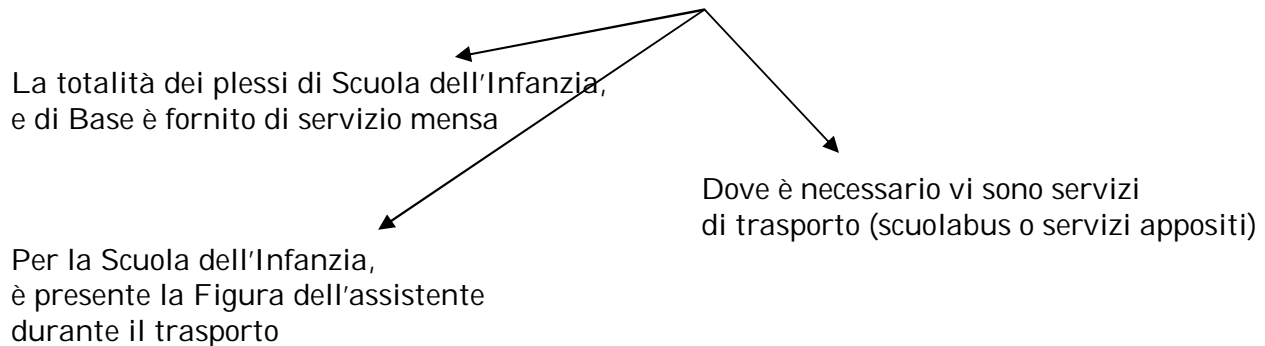 La totalità dei plessi di Scuola dell'Infanzia,
e di Base è fornito di servizio mensa
Dove è necessario vi sono servizi
di trasporto (scuolabus o servizi appositi)
Per la Scuola dell'Infanzia,
è presente la Figura dell'assistente
durante il trasporto